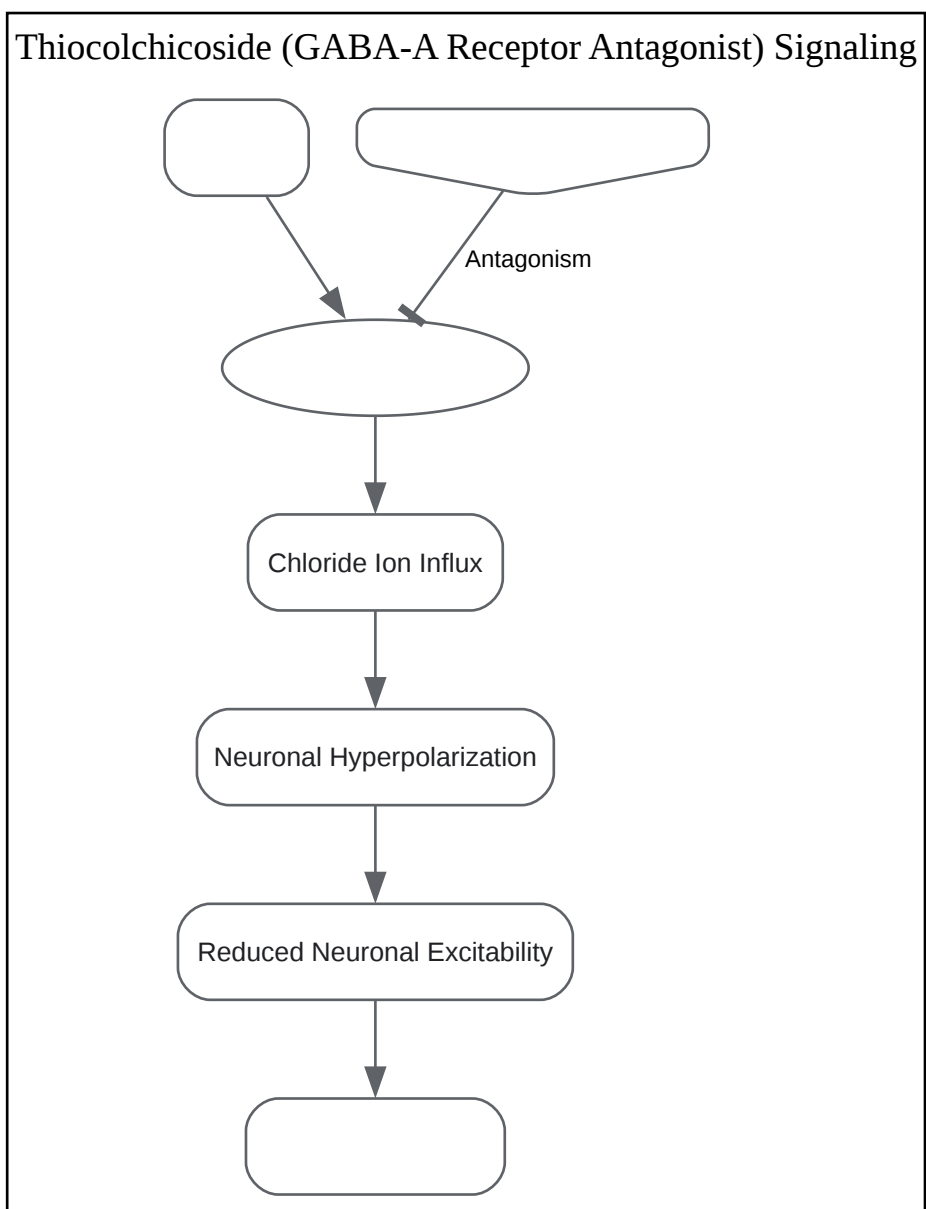 Thiocolchicoside (GABA-A Receptor Antagonist) Signaling
Antagonism
Chloride Ion Influx
Neuronal Hyperpolarization
Reduced Neuronal Excitability